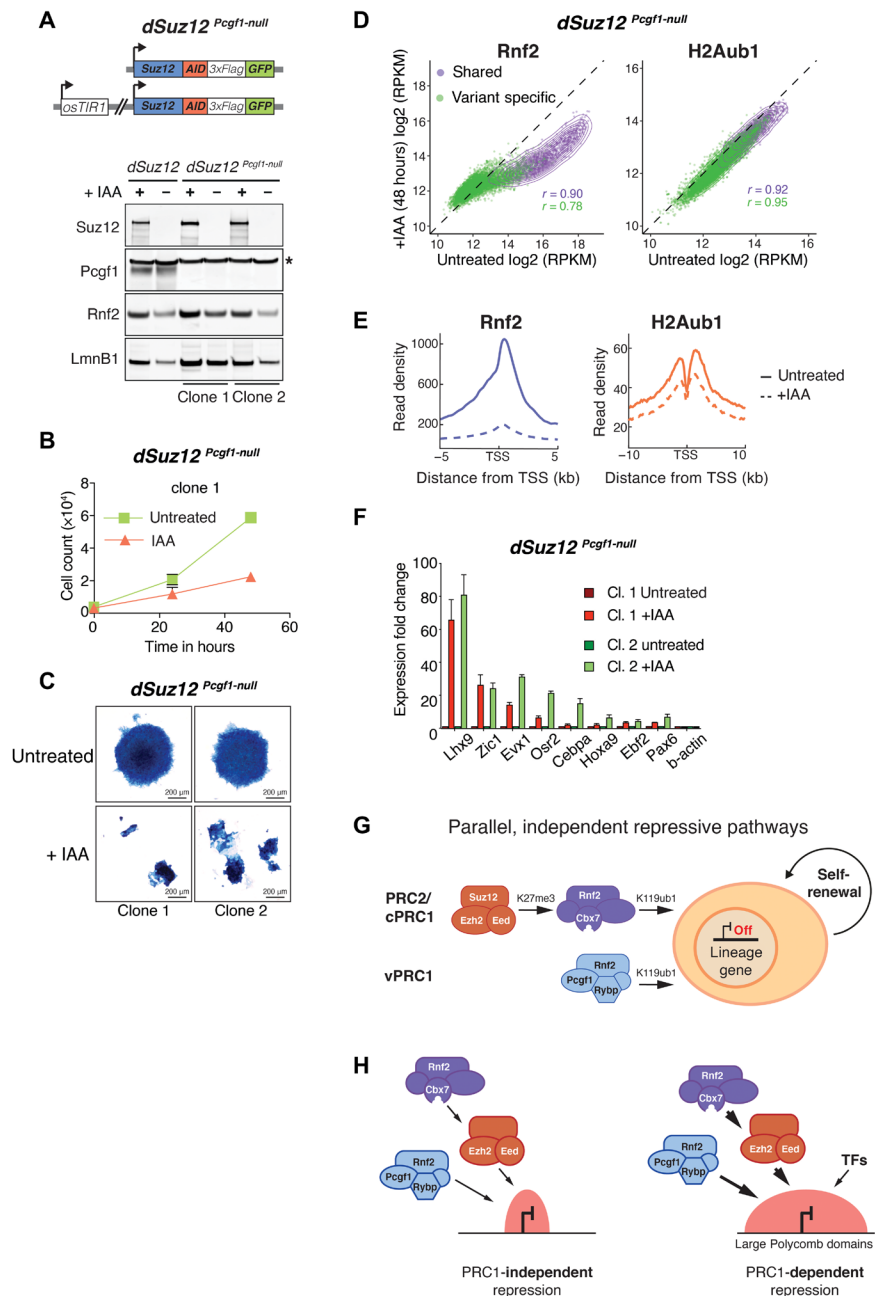 A
dSuz12 Pcgf1-null
Suz12 AID 3xFlag GFP
osTIR1 Suz12 AID 3xFlag GFP
dSuz12 dSuz12 Pcgf1-null
+ IAA + – + – + –
Suz12
Pcgf1 *
Rnf2
LmnB1
Clone 1 Clone 2
B
dSuz12 Pcgf1-null
clone 1
Untreated
IAA
Cell count (×10⁴)
8
6
4
2
0
0 20 40 60
Time in hours
C
dSuz12 Pcgf1-null
Untreated
200 µm 200 µm
+ IAA
200 µm 200 µm
Clone 1 Clone 2
D
dSuz12 Pcgf1-null
Rnf2 H2Aub1
Shared
Variant specific
+IAA (48 hours) log2 (RPKM)
18
16
14
12
10
r = 0.90
r = 0.78
10 12 14 16 18
Untreated log2 (RPKM)
16
14
12
10
r = 0.92
r = 0.95
10 12 14 16
Untreated log2 (RPKM)
E
Rnf2 H2Aub1
Read density
1000
600
200
−5 TSS 5
Distance from TSS (kb)
Read density
60
40
20
−10 TSS 10
Distance from TSS (kb)
Untreated
+IAA
F
dSuz12 Pcgf1-null
Expression fold change
100
80
60
40
20
0
Cl. 1 Untreated
Cl. 1 +IAA
Cl. 2 untreated
Cl. 2 +IAA
Lhx9 Zic1 Evx1 Osr2 Cebpa Hoxa9 Ebf2 Pax6 b-actin
G
Parallel, independent repressive pathways
PRC2/
cPRC1
Suz12
Ezh2 Eed
K27me3
Rnf2
Cbx7
K119ub1
Self-
renewal
Off
Lineage
gene
vPRC1
Rnf2
Pcgf1
Rybp
K119ub1
H
Rnf2
Cbx7
Ezh2 Eed
Rnf2
Pcgf1
Rybp
PRC1-independent
repression
Rnf2
Cbx7
Ezh2 Eed
Rnf2
Pcgf1
Rybp
TFs
Large Polycomb domains
PRC1-dependent
repression